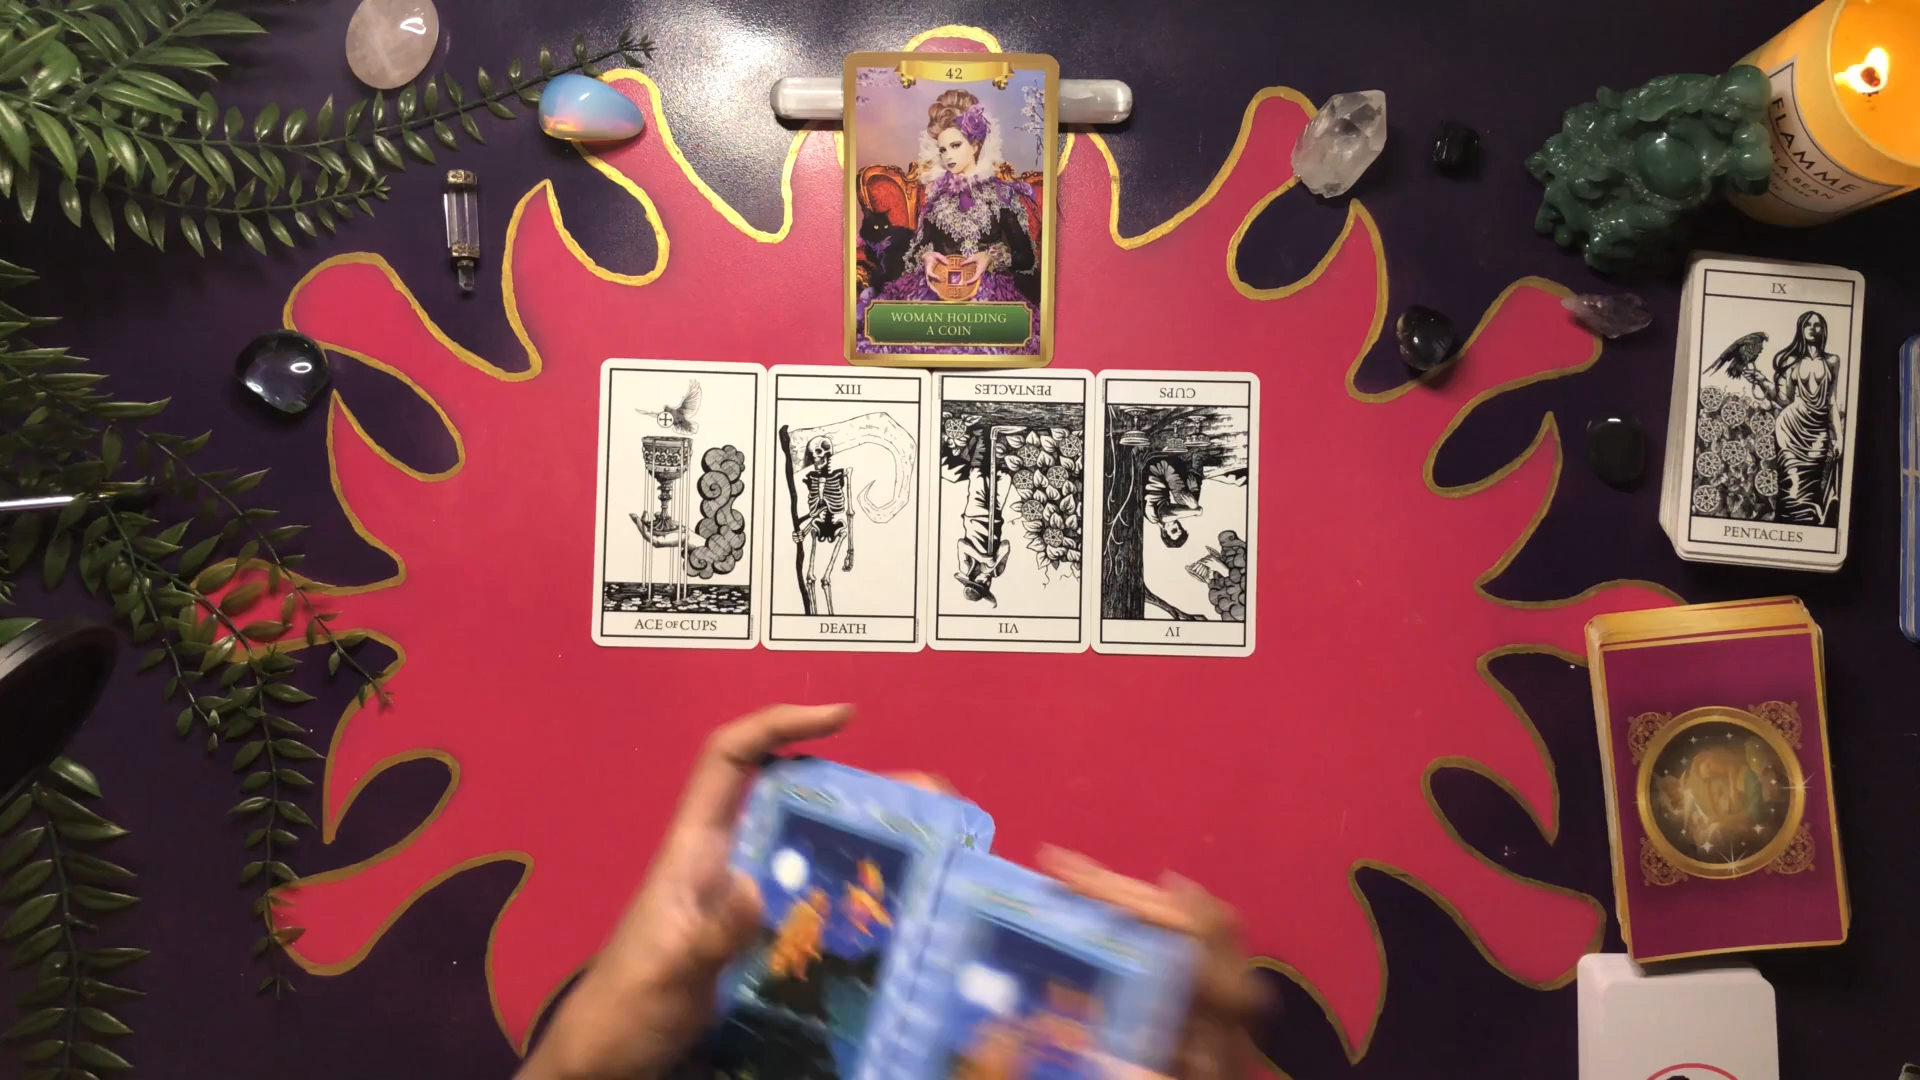 42
WOMAN HOLDING
A COIN
ACE OF CUPS
XIII
DEATH
PENTACLES
VII
CUPS
IV
IX
PENTACLES
FLAMME